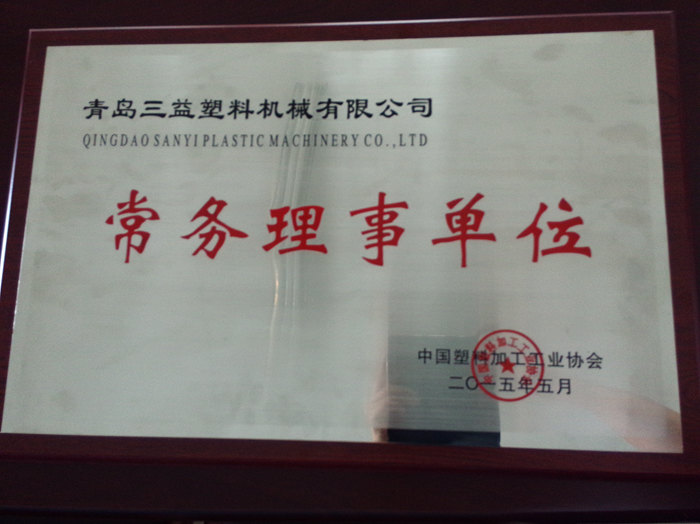 青岛三益塑料机械有限公司
QINGDAO SANYI PLASTIC MACHINERY CO.,LTD
常务理事单位
中国塑料加工工业协会
二〇一五年五月